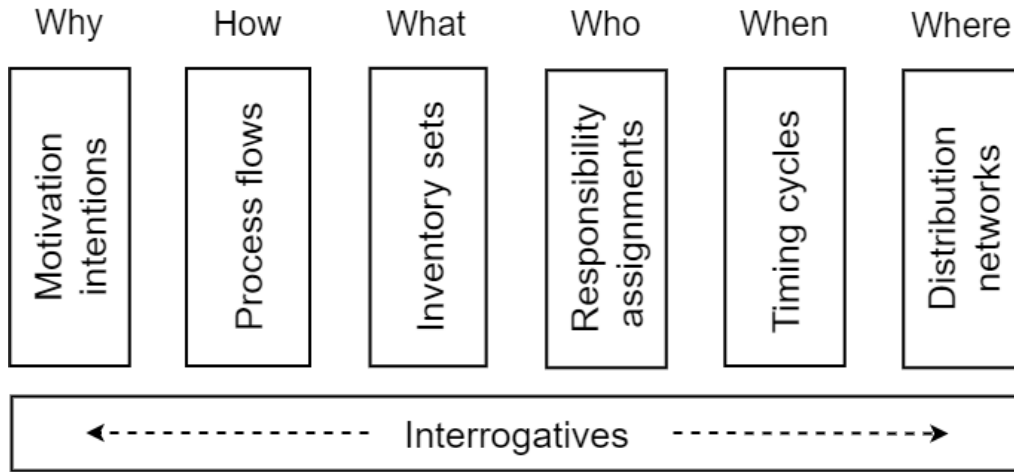 Why
How
What
Who
When
Where
Motivation
intentions
Process flows
Inventory sets
Responsibility
assignments
Timing cycles
Distribution
networks
Interrogatives